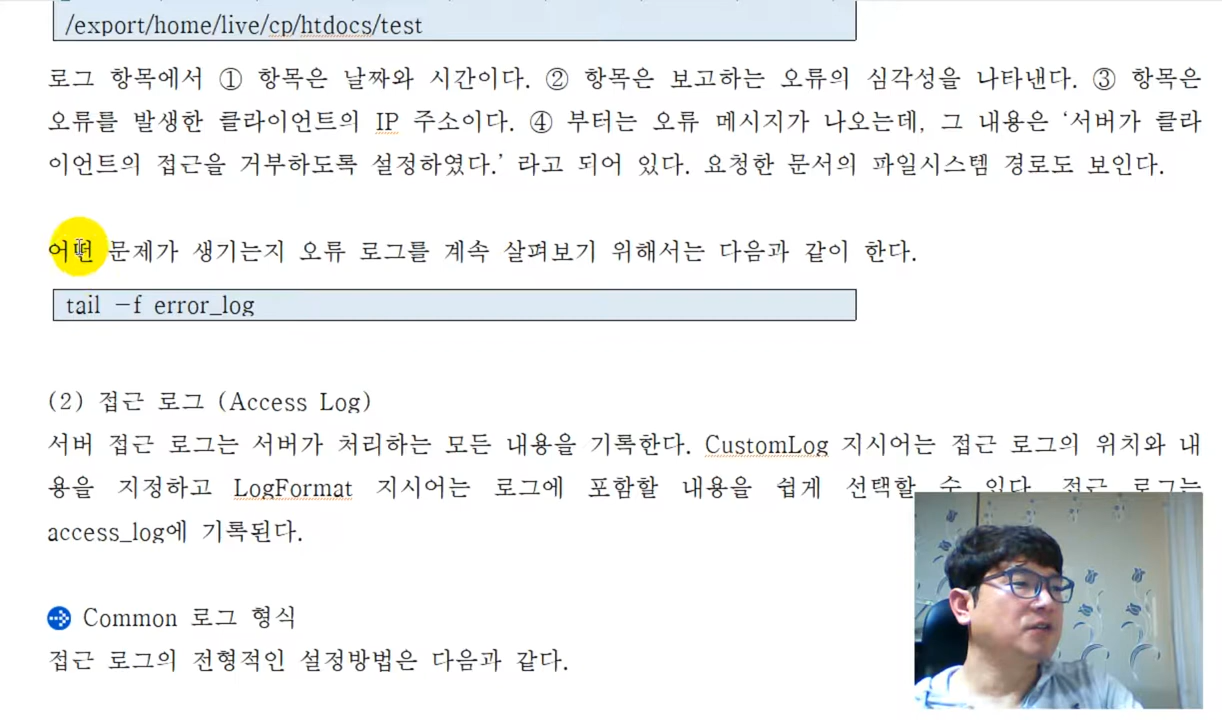 /export/home/live/cp/htdocs/test
로그 항목에서 ① 항목은 날짜와 시간이다. ② 항목은 보고하는 오류의 심각성을 나타낸다. ③ 항목은
오류를 발생한 클라이언트의 IP 주소이다. ④ 부터는 오류 메시지가 나오는데, 그 내용은 ‘서버가 클라
이언트의 접근을 거부하도록 설정하였다.’ 라고 되어 있다. 요청한 문서의 파일시스템 경로도 보인다.
어떤 문제가 생기는지 오류 로그를 계속 살펴보기 위해서는 다음과 같이 한다.
tail –f error_log
(2) 접근 로그 (Access Log)
서버 접근 로그는 서버가 처리하는 모든 내용을 기록한다. CustomLog 지시어는 접근 로그의 위치와 내
용을 지정하고 LogFormat 지시어는 로그에 포함할 내용을 쉽게 선택할 수 있다. 접근 로그는
access_log에 기록된다.
Common 로그 형식
접근 로그의 전형적인 설정방법은 다음과 같다.